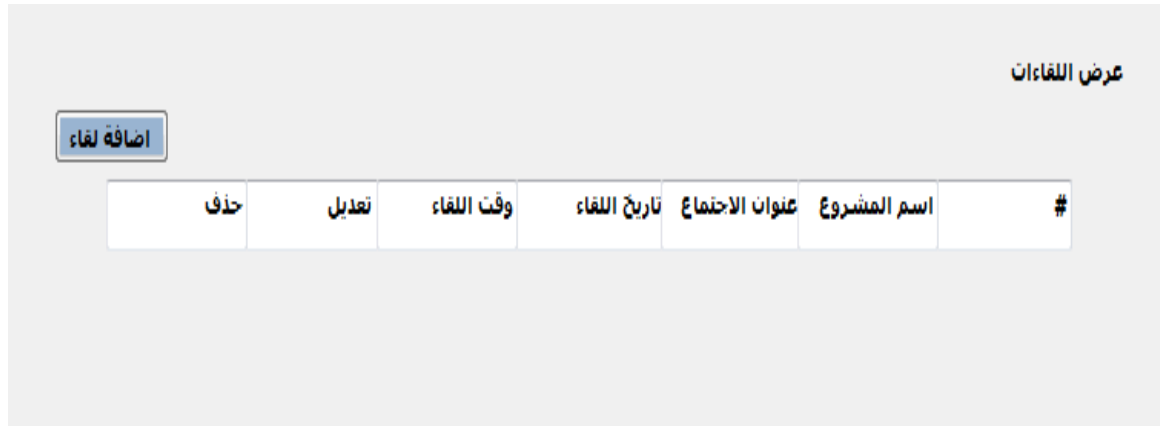 عرض اللقاءات
اضافة لقاء
# اسم المشروع عنوان الاجتماع تاريخ اللقاء وقت اللقاء تعديل حذف